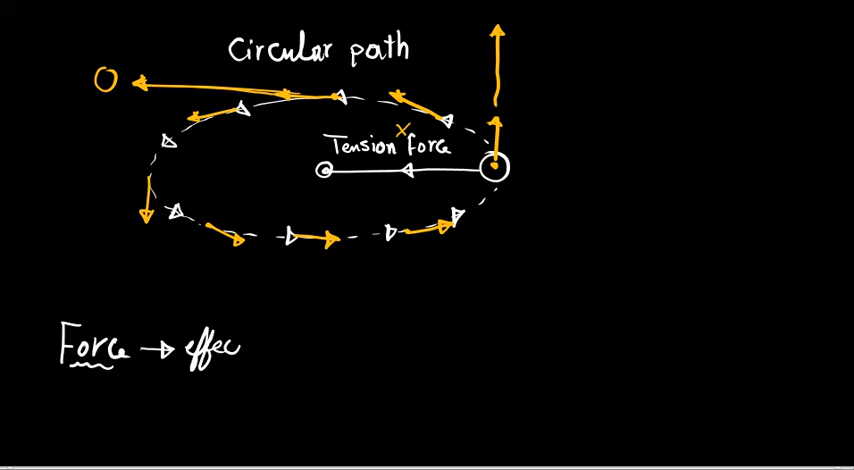 Circular path
Tension force
x
Force → effec